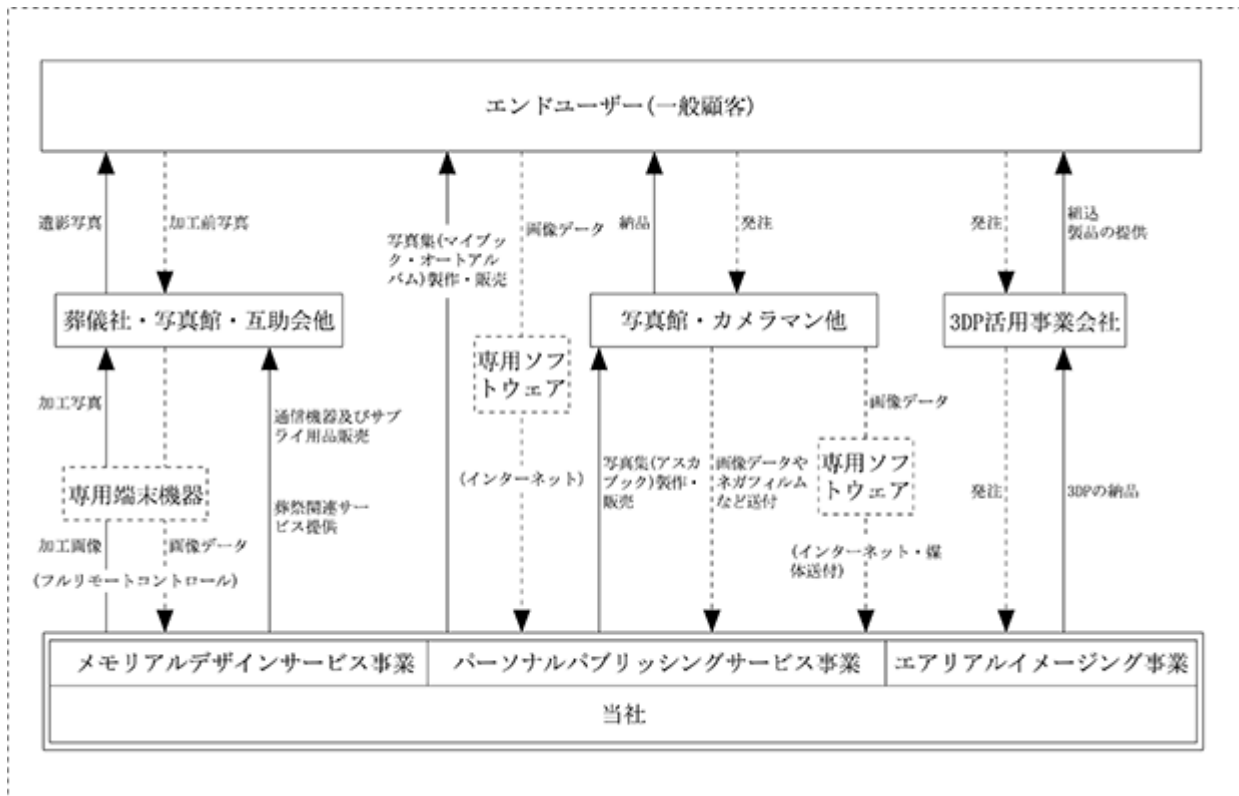 エンドユーザー(一般顧客)
遺影写真
加工前写真
写真集(マイブッ
ク・オートアル
バム)製作・販売
画像データ
納品
発注
発注
組込
製品の提供
葬儀社・写真館・互助会他
写真館・カメラマン他
3DP活用事業会社
専用ソフ
トウェア
加工写真
通信機器及びサプ
ライ用品販売
画像データ
(インターネット)
写真集(アスカ
ブック)製作・
販売
画像データや
ネガフィルム
など送付
専用ソフ
トウェア
発注
3DPの納品
専用端末機器
葬祭関連サー
ビス提供
加工画像
画像データ
(フルリモートコントロール)
(インターネット・媒
体送付)
メモリアルデザインサービス事業
パーソナルパブリッシングサービス事業
エアリアルイメージング事業
当社